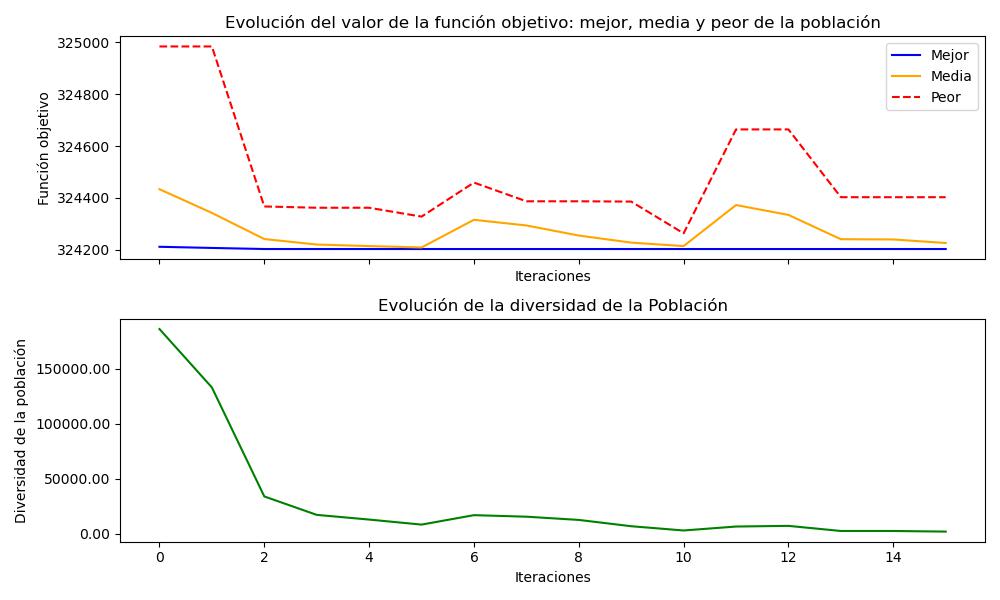 Evolución del valor de la función objetivo: mejor, media y peor de la población
325000
324800
324600
324400
324200
Función objetivo
Mejor
Media
Peor
Iteraciones
Evolución de la diversidad de la Población
150000.00
100000.00
50000.00
0.00
Diversidad de la población
0 2 4 6 8 10 12 14
Iteraciones